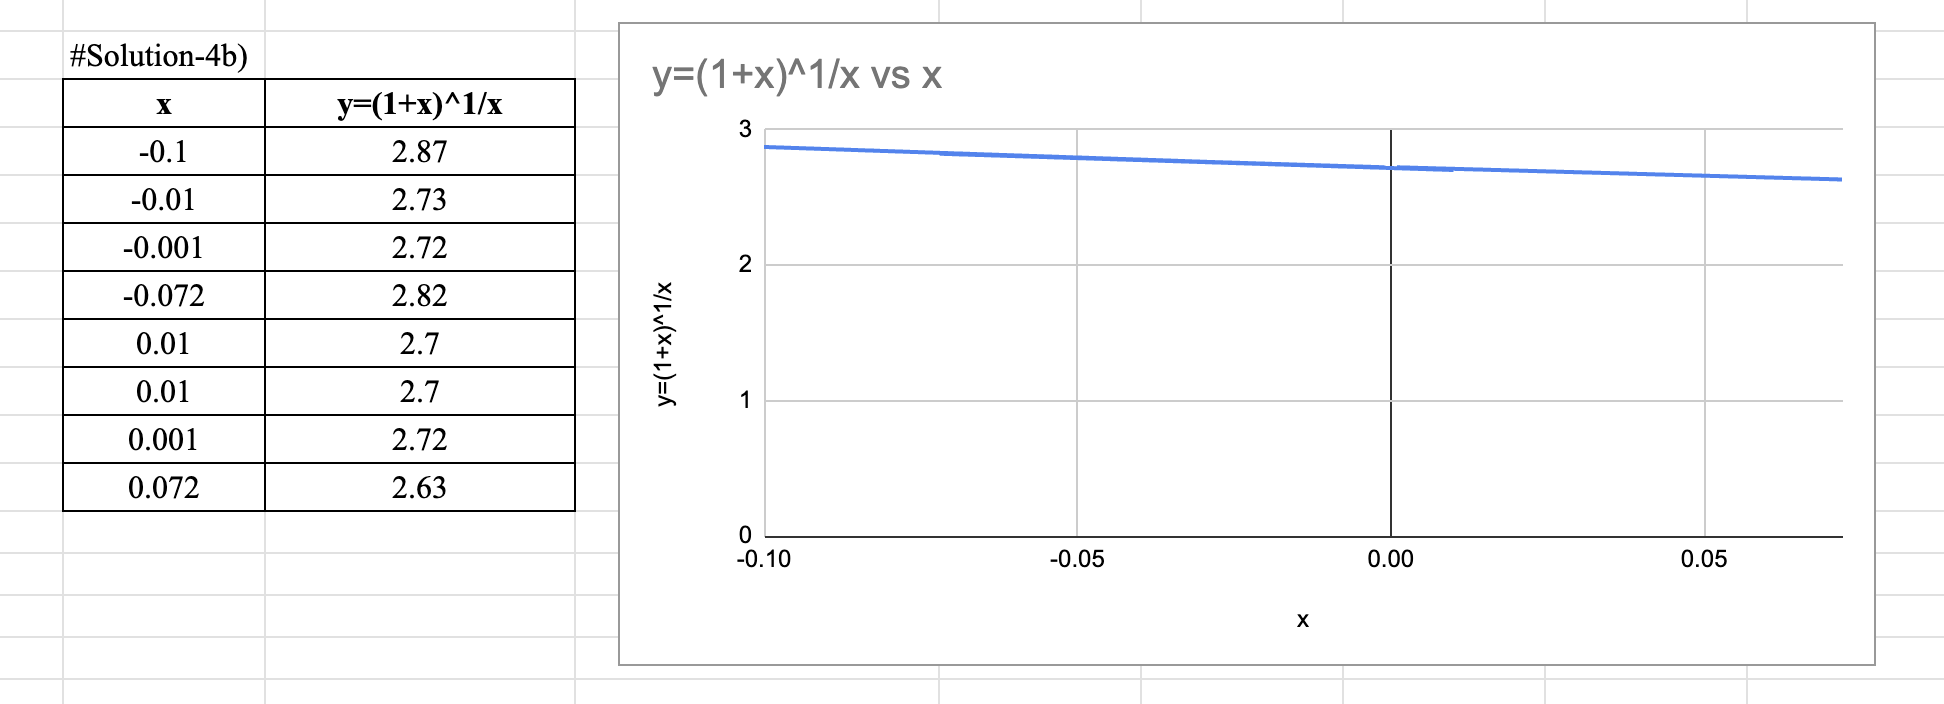 #Solution-4b)
x y=(1+x)^1/x
-0.1 2.87
-0.01 2.73
-0.001 2.72
-0.072 2.82
0.01 2.7
0.01 2.7
0.001 2.72
0.072 2.63
y=(1+x)^1/x vs x
y=(1+x)^1/x
3
2
1
0
-0.10 -0.05 0.00 0.05
x